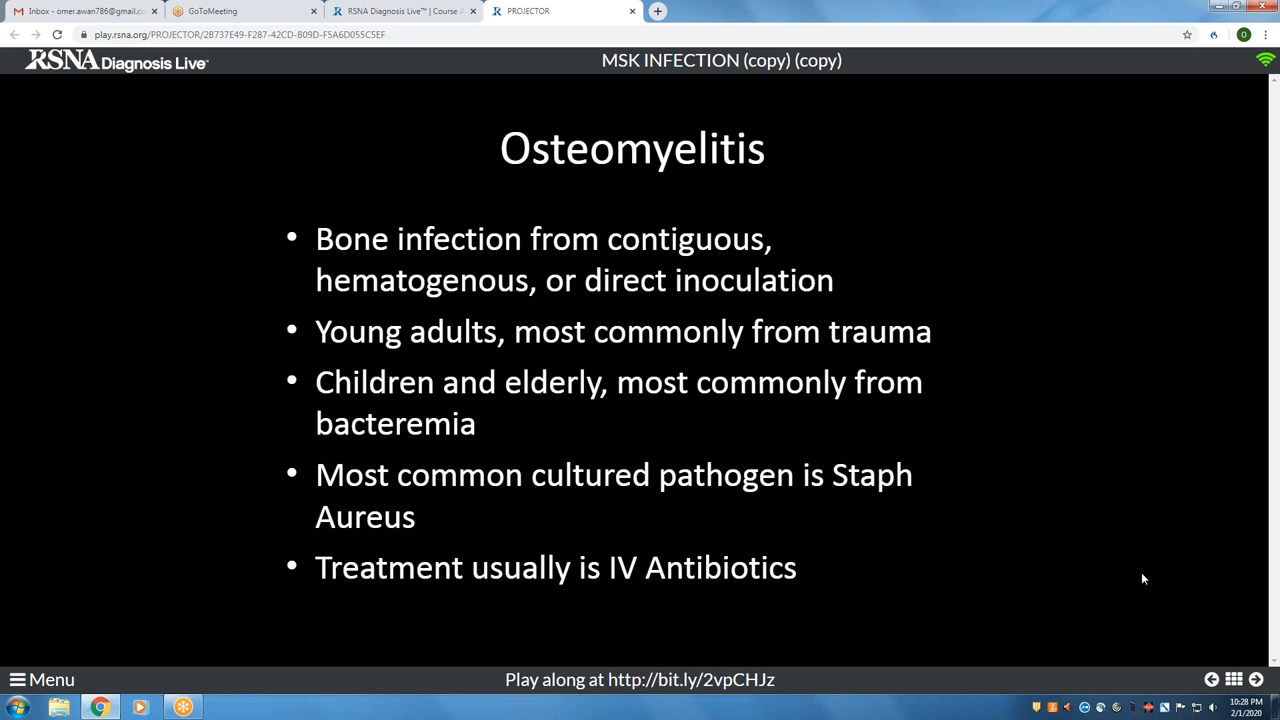 Inbox - omer.awan786@gmail.c
GoToMeeting
RSNA Diagnosis Live™ | Course
PROJECTOR
play.rsna.org/PROJECTOR/2B737E49-F287-42CD-B09D-F5A6D055C5EF
O
RSNA Diagnosis Live™
MSK INFECTION (copy) (copy)
Osteomyelitis
• Bone infection from contiguous,
hematogenous, or direct inoculation
• Young adults, most commonly from trauma
• Children and elderly, most commonly from
bacteremia
• Most common cultured pathogen is Staph
Aureus
• Treatment usually is IV Antibiotics
Menu
Play along at http://bit.ly/2vpCHJz
10:28 PM
2/1/2020